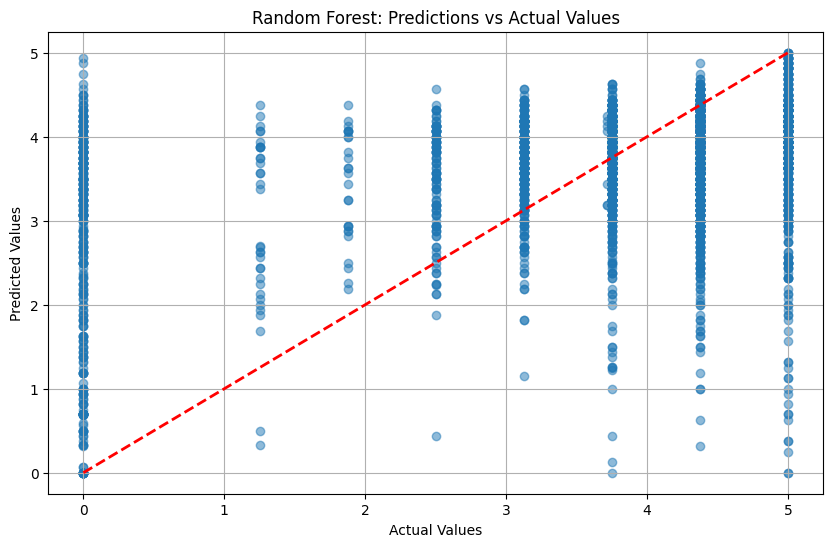 Random Forest: Predictions vs Actual Values
Predicted Values
5
4
3
2
1
0
0 1 2 3 4 5
Actual Values